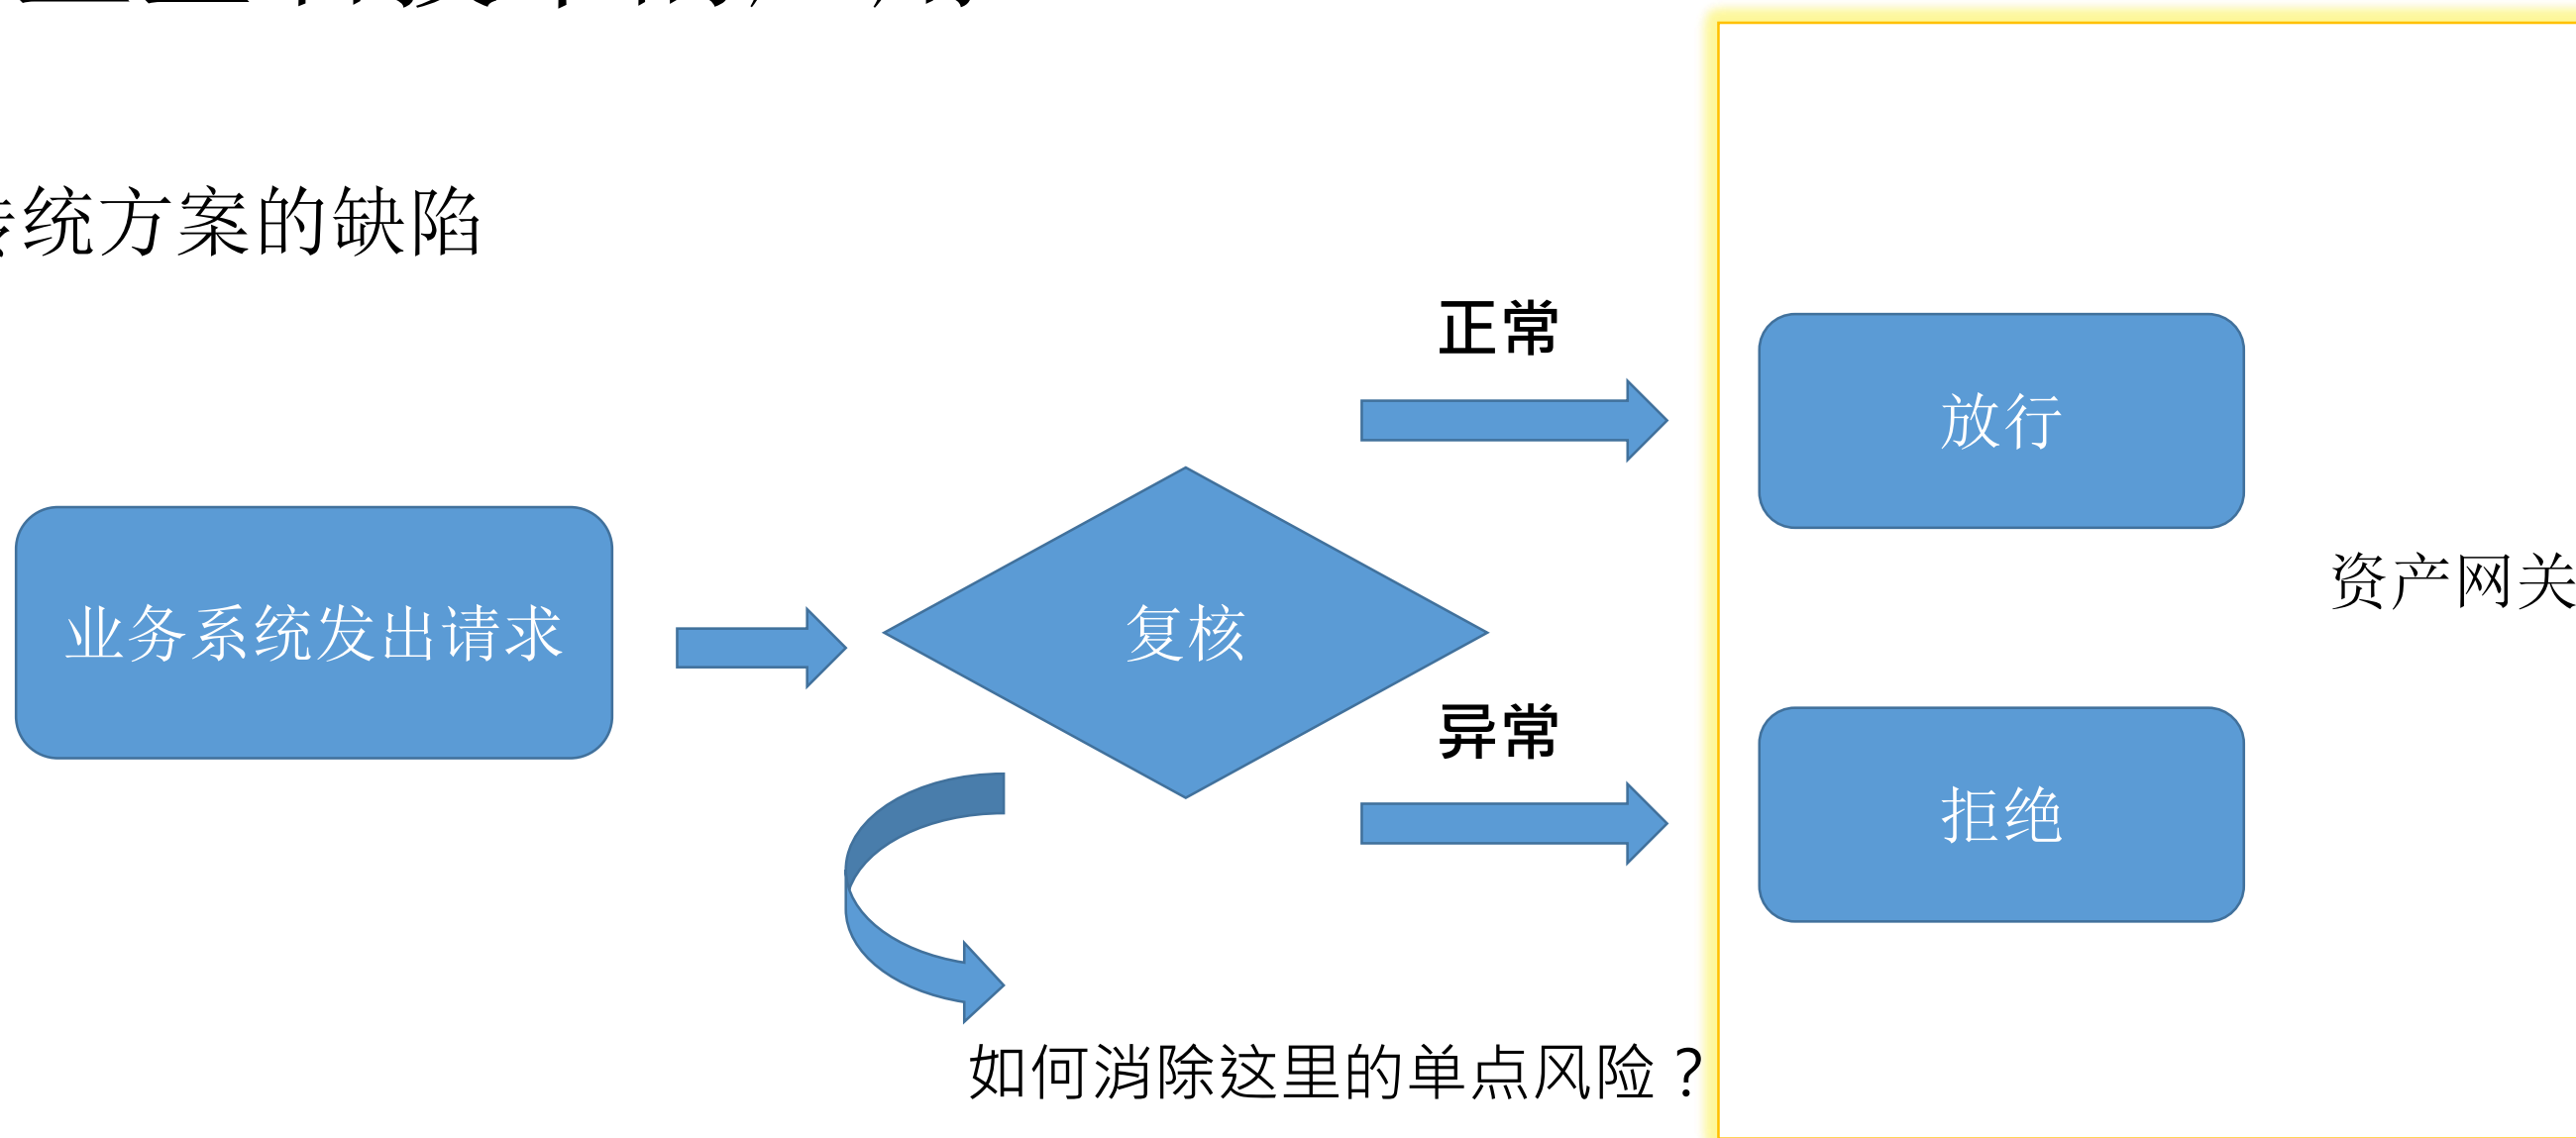 统方案的缺陷
正常
放行
资产网关
业务系统发出请求
复核
异常
拒绝
如何消除这里的单点风险？